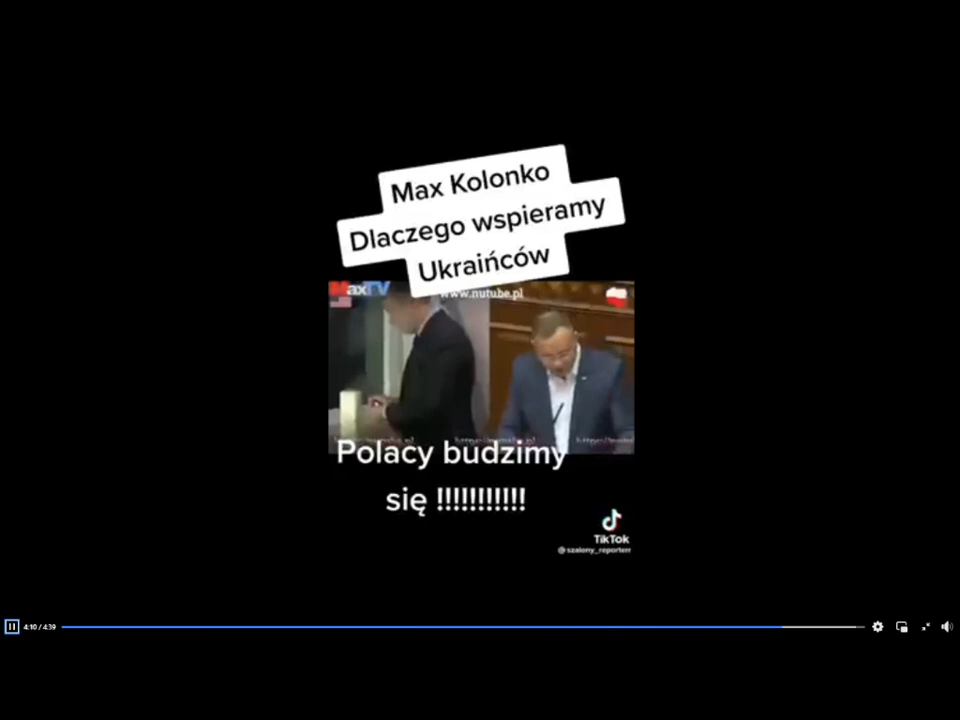 Max Kolonko
Dlaczego wspieramy
Ukraińców
MaxTV
www.nutube.pl
Polacy budzimy
się !!!!!!!!!!!
TikTok
@szalony_reporterr
4:10 / 4:39